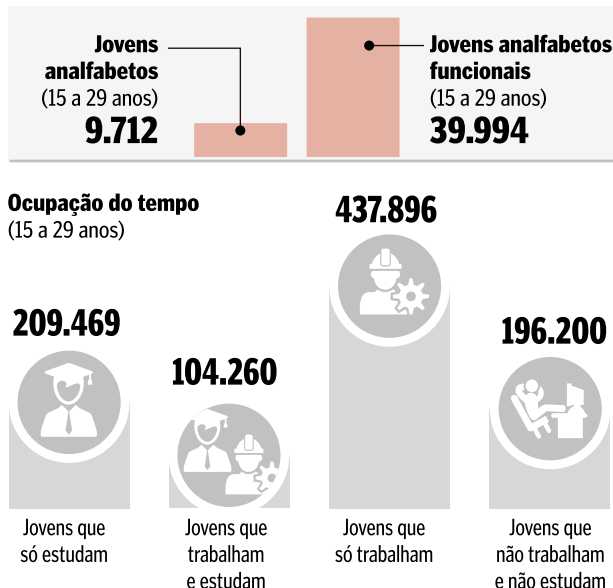 Jovens
analfabetos
(15 a 29 anos)
9.712
Jovens analfabetos
funcionais
(15 a 29 anos)
39.994
Ocupação do tempo
(15 a 29 anos)
209.469
Jovens que
só estudam
104.260
Jovens que
trabalham
e estudam
437.896
Jovens que
só trabalham
196.200
Jovens que
não trabalham
e não estudam